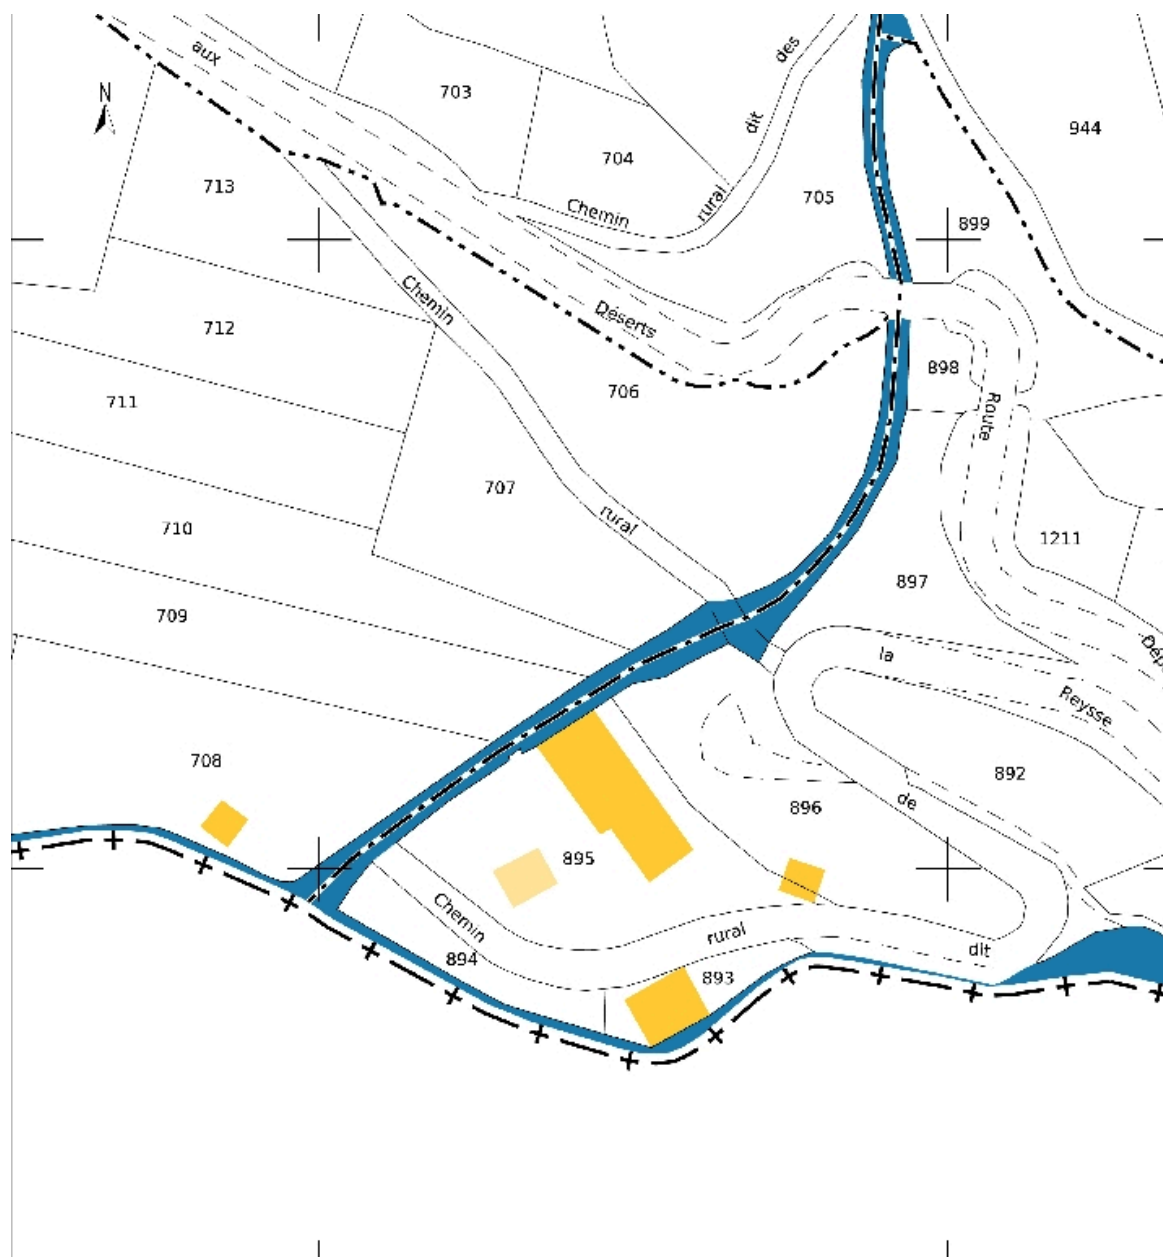 aux
des
703
N
dit
944
704
713
rural
705
Chemin
899
Chemin
712
Déserts
898
706
711
Route
707
rural
710
1211
897
709
la
Dép
Reysse
708
892
de
896
895
Chemin
rural
dit
894
893